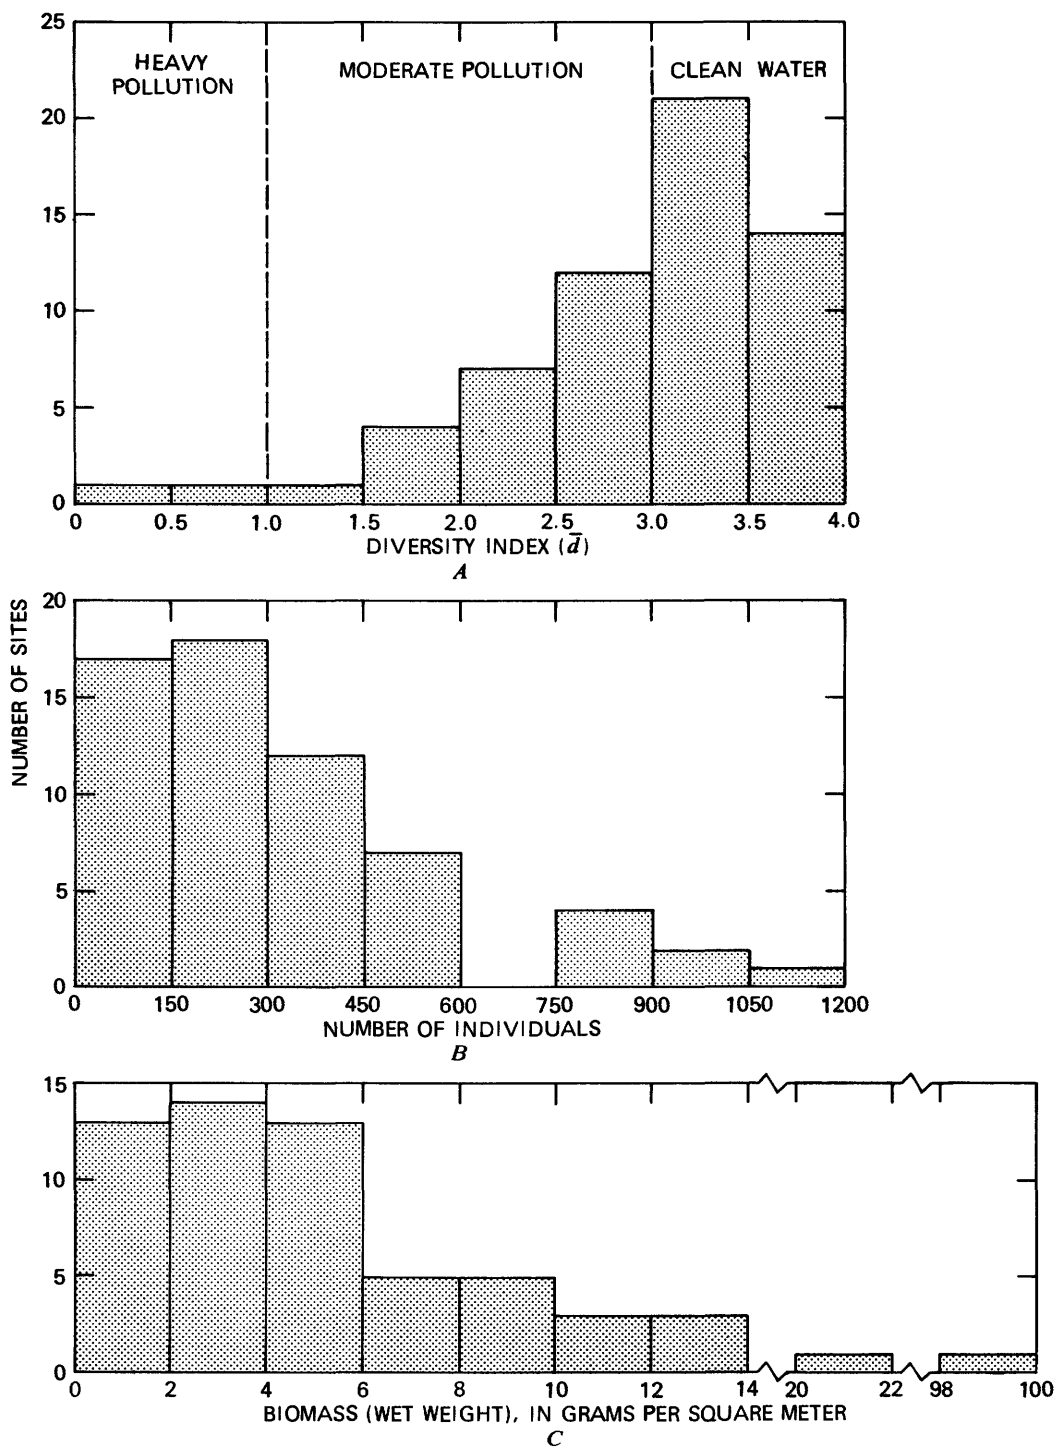 25
20
15
10
5
0
HEAVY
POLLUTION
MODERATE POLLUTION
CLEAN WATER
0 0.5 1.0 1.5 2.0 2.5 3.0 3.5 4.0
DIVERSITY INDEX (d̅)
A
NUMBER OF SITES
20
15
10
5
0
0 150 300 450 600 750 900 1050 1200
NUMBER OF INDIVIDUALS
B
15
10
5
0
0 2 4 6 8 10 12 14 20 22 98 100
BIOMASS (WET WEIGHT), IN GRAMS PER SQUARE METER
C